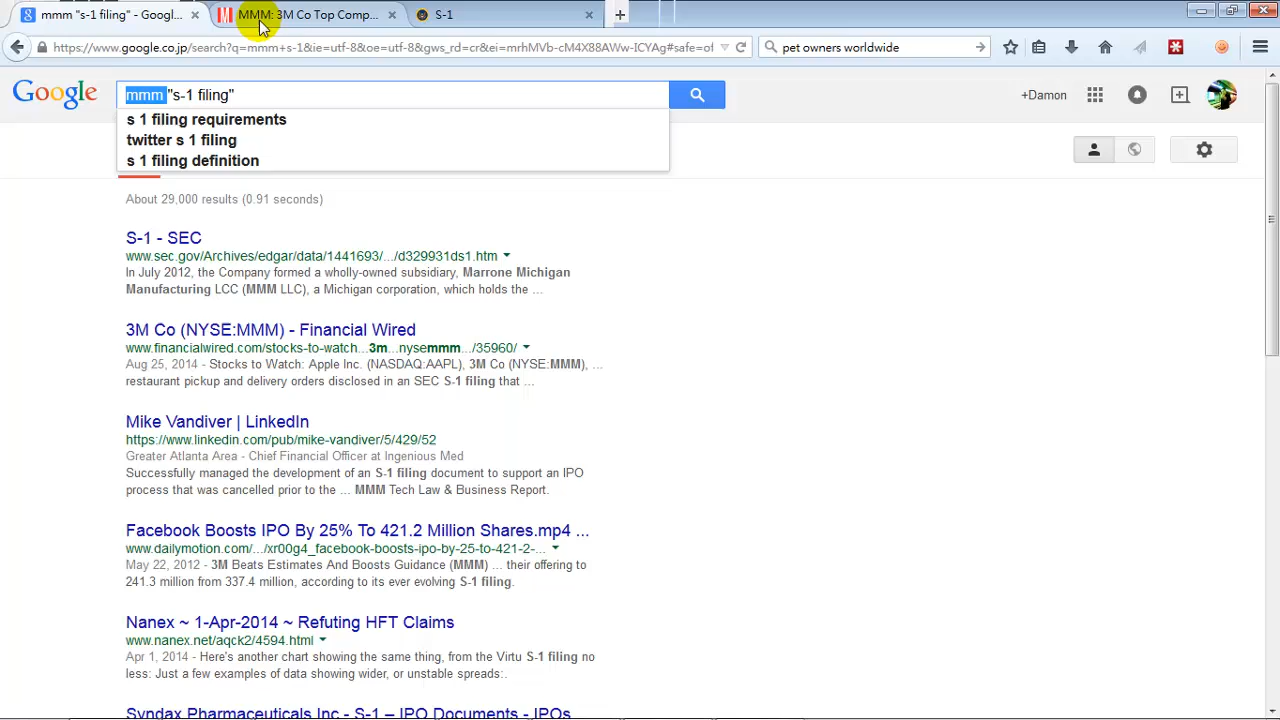 mmm "s-1 filing" - Googl...
MMM: 3M Co Top Comp...
S-1
https://www.google.co.jp/search?q=mmm+s-1&ie=utf-8&oe=utf-8&gws_rd=cr&ei=mrhMVb-cM4X88AWw-ICYAg#safe=of
pet owners worldwide
Google
mmm "s-1 filing"
+Damon
s 1 filing requirements
twitter s 1 filing
s 1 filing definition
About 29,000 results (0.91 seconds)
S-1 - SEC
www.sec.gov/Archives/edgar/data/1441693/.../d329931ds1.htm
In July 2012, the Company formed a wholly-owned subsidiary, Marrone Michigan
Manufacturing LCC (MMM LLC), a Michigan corporation, which holds the ...
3M Co (NYSE:MMM) - Financial Wired
www.financialwired.com/stocks-to-watch...3m...nysemmm.../35960/
Aug 25, 2014 - Stocks to Watch: Apple Inc. (NASDAQ:AAPL), 3M Co (NYSE:MMM), ...
restaurant pickup and delivery orders disclosed in an SEC S-1 filing that ...
Mike Vandiver | LinkedIn
https://www.linkedin.com/pub/mike-vandiver/5/429/52
Greater Atlanta Area - Chief Financial Officer at Ingenious Med
Successfully managed the development of an S-1 filing document to support an IPO
process that was cancelled prior to the ... MMM Tech Law & Business Report.
Facebook Boosts IPO By 25% To 421.2 Million Shares.mp4 ...
www.dailymotion.com/.../xr00g4_facebook-boosts-ipo-by-25-to-421-2-...
May 22, 2012 - 3M Beats Estimates And Boosts Guidance (MMM) ... their offering to
241.3 million from 337.4 million, according to its ever evolving S-1 filing.
Nanex ~ 1-Apr-2014 ~ Refuting HFT Claims
www.nanex.net/aqck2/4594.html
Apr 1, 2014 - Here's another chart showing the same thing, from the Virtu S-1 filing no
less: Just a few examples of data showing wider, or unstable spreads:.
Syndax Pharmaceuticals Inc - S-1 – IPO Documents - IPOs